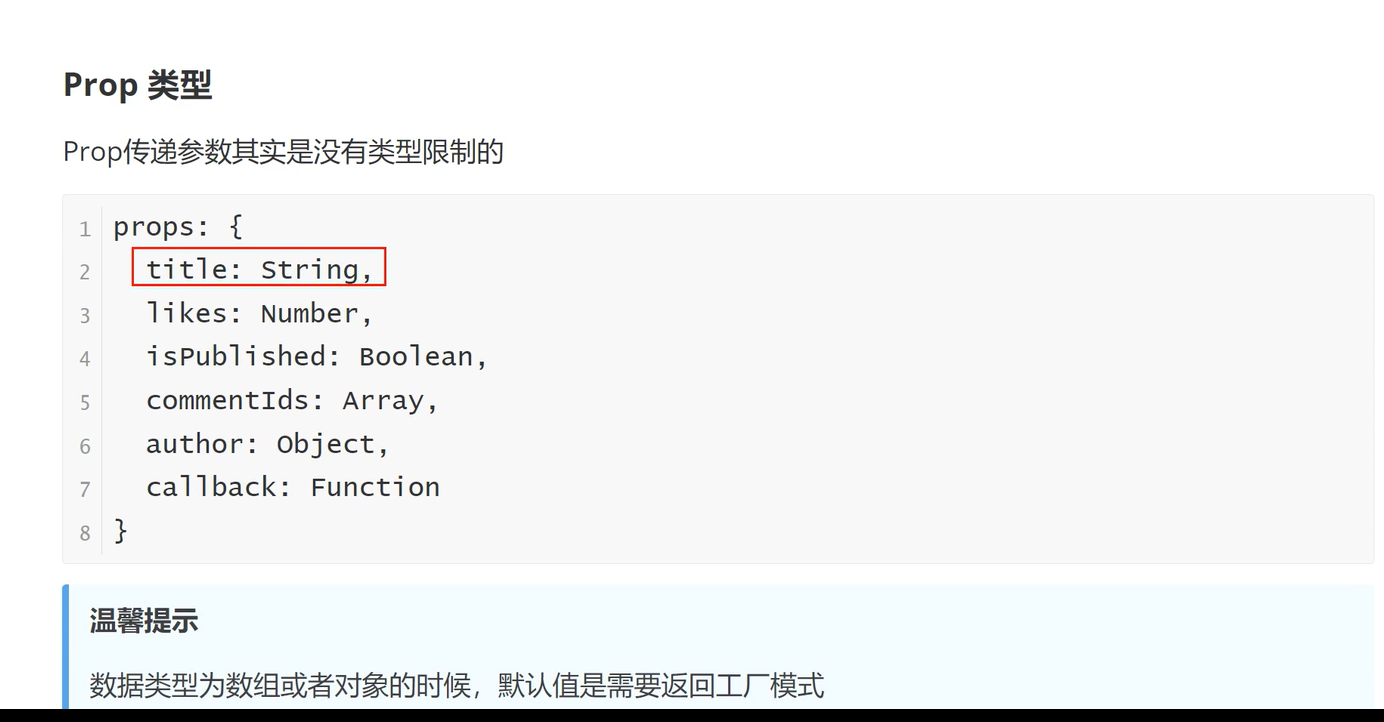 Prop 类型
Prop传递参数其实是没有类型限制的
1 props: {
2 title: String,
3 likes: Number,
4 isPublished: Boolean,
5 commentIds: Array,
6 author: Object,
7 callback: Function
8 }
温馨提示
数据类型为数组或者对象的时候，默认值是需要返回工厂模式